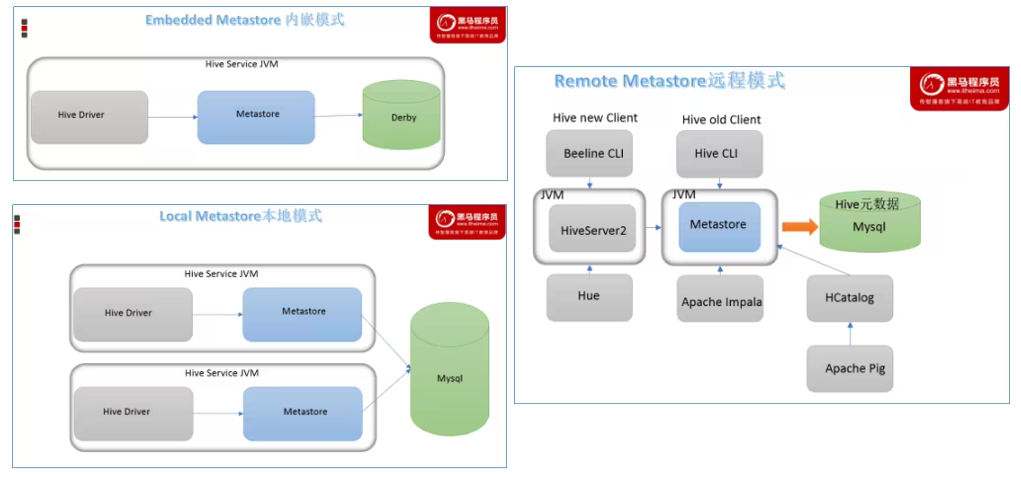 Embedded Metastore 内嵌模式
黑马程序员
www.itheima.com
传智播客旗下高端IT教育品牌
Hive Service JVM
Hive Driver
Metastore
Derby
Local Metastore本地模式
黑马程序员
www.itheima.com
传智播客旗下高端IT教育品牌
Hive Service JVM
Hive Driver
Metastore
Mysql
Hive Service JVM
Hive Driver
Metastore
Remote Metastore远程模式
黑马程序员
www.itheima.com
传智播客旗下高端IT教育品牌
Hive new Client
Hive old Client
Beeline CLI
Hive CLI
JVM
JVM
HiveServer2
Metastore
Hive元数据
Mysql
Hue
Apache Impala
HCatalog
Apache Pig